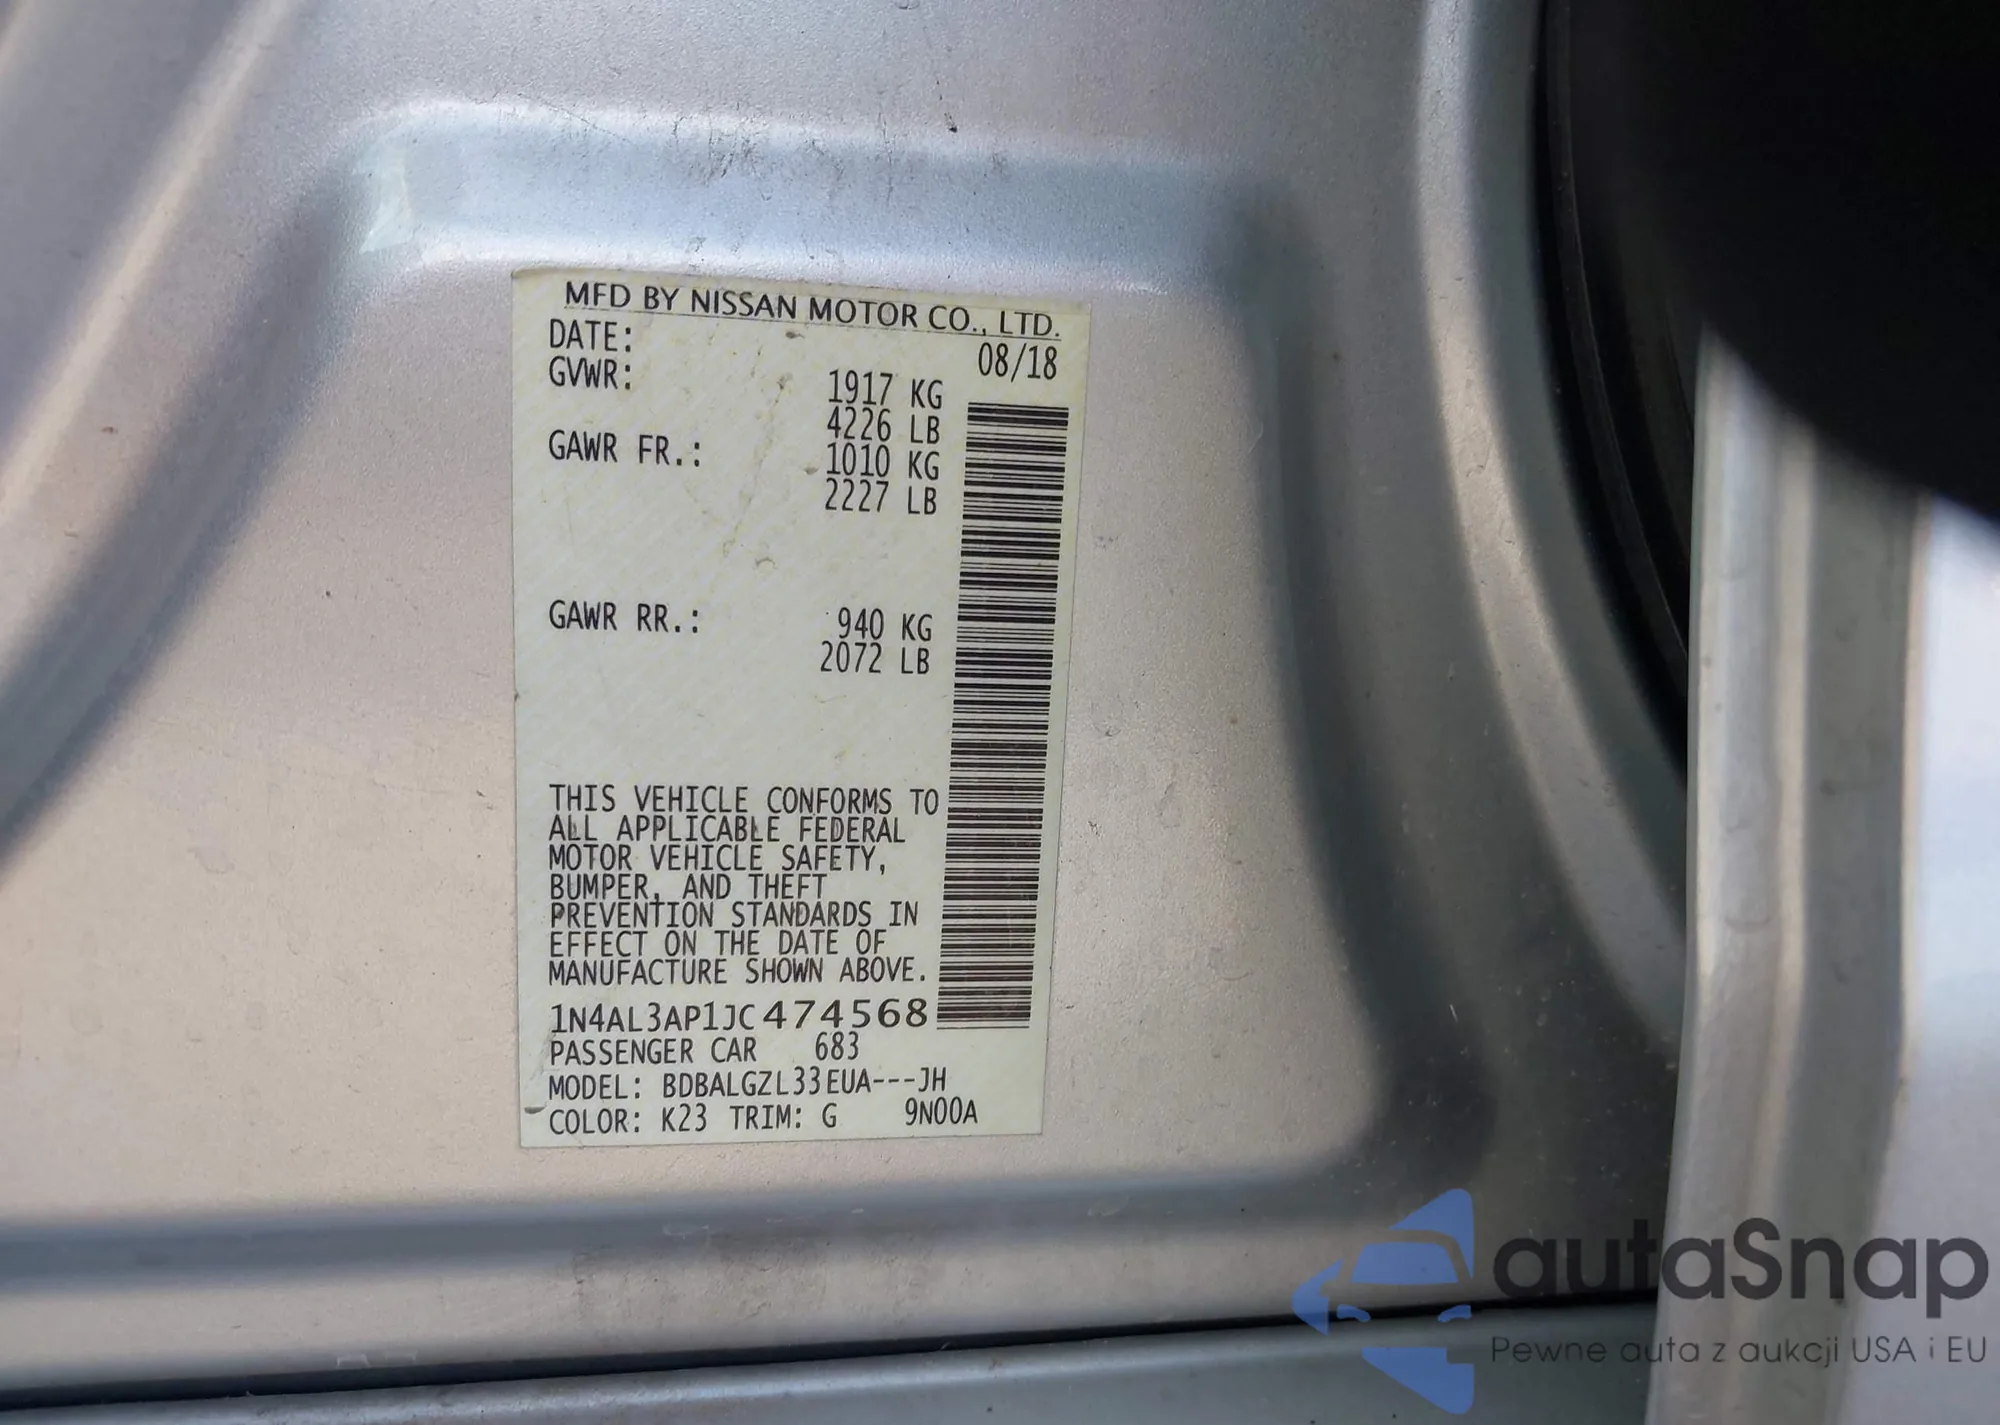 MFD BY NISSAN MOTOR CO., LTD.
DATE: 08/18
GVWR: 1917 KG
4226 LB
GAWR FR.: 1010 KG
2227 LB
GAWR RR.: 940 KG
2072 LB
THIS VEHICLE CONFORMS TO
ALL APPLICABLE FEDERAL
MOTOR VEHICLE SAFETY,
BUMPER, AND THEFT
PREVENTION STANDARDS IN
EFFECT ON THE DATE OF
MANUFACTURE SHOWN ABOVE.
1N4AL3AP1JC474568
PASSENGER CAR 683
MODEL: BDBALGZL33EUA---JH
COLOR: K23 TRIM: G 9N00A
autaSnap
Pewne auta z aukcji USA i EU